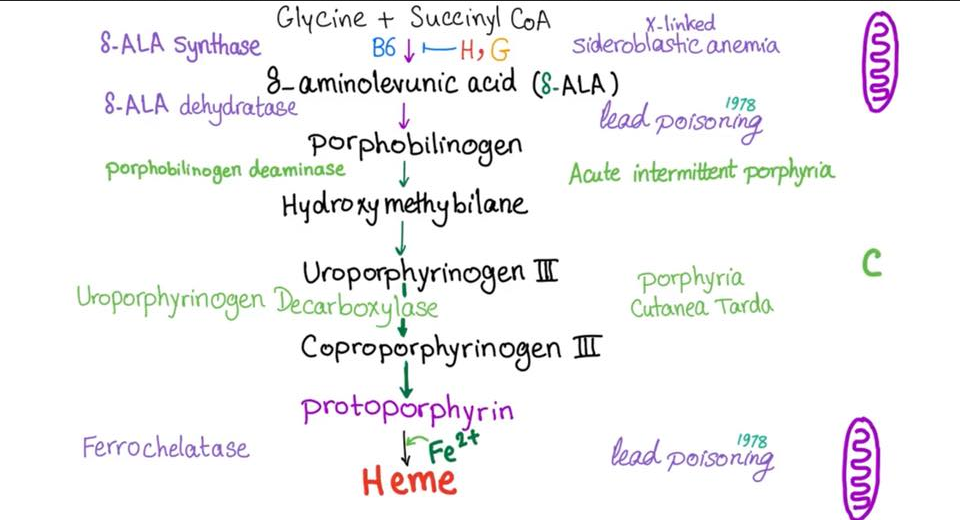 Glycine + Succinyl CoA
δ-ALA Synthase B6 H, G X-linked
sideroblastic anemia
δ-aminolevunic acid (δ-ALA)
δ-ALA dehydratase 1978
lead poisoning
Porphobilinogen
porphobilinogen deaminase Acute intermittent porphyria
Hydroxymethybilane
Uroporphyrinogen III
Uroporphyrinogen Decarboxylase porphyria
Cutanea Tarda
C
Coproporphyrinogen III
protoporphyrin
Ferrochelatase Fe2+ 1978
lead poisoning
Heme